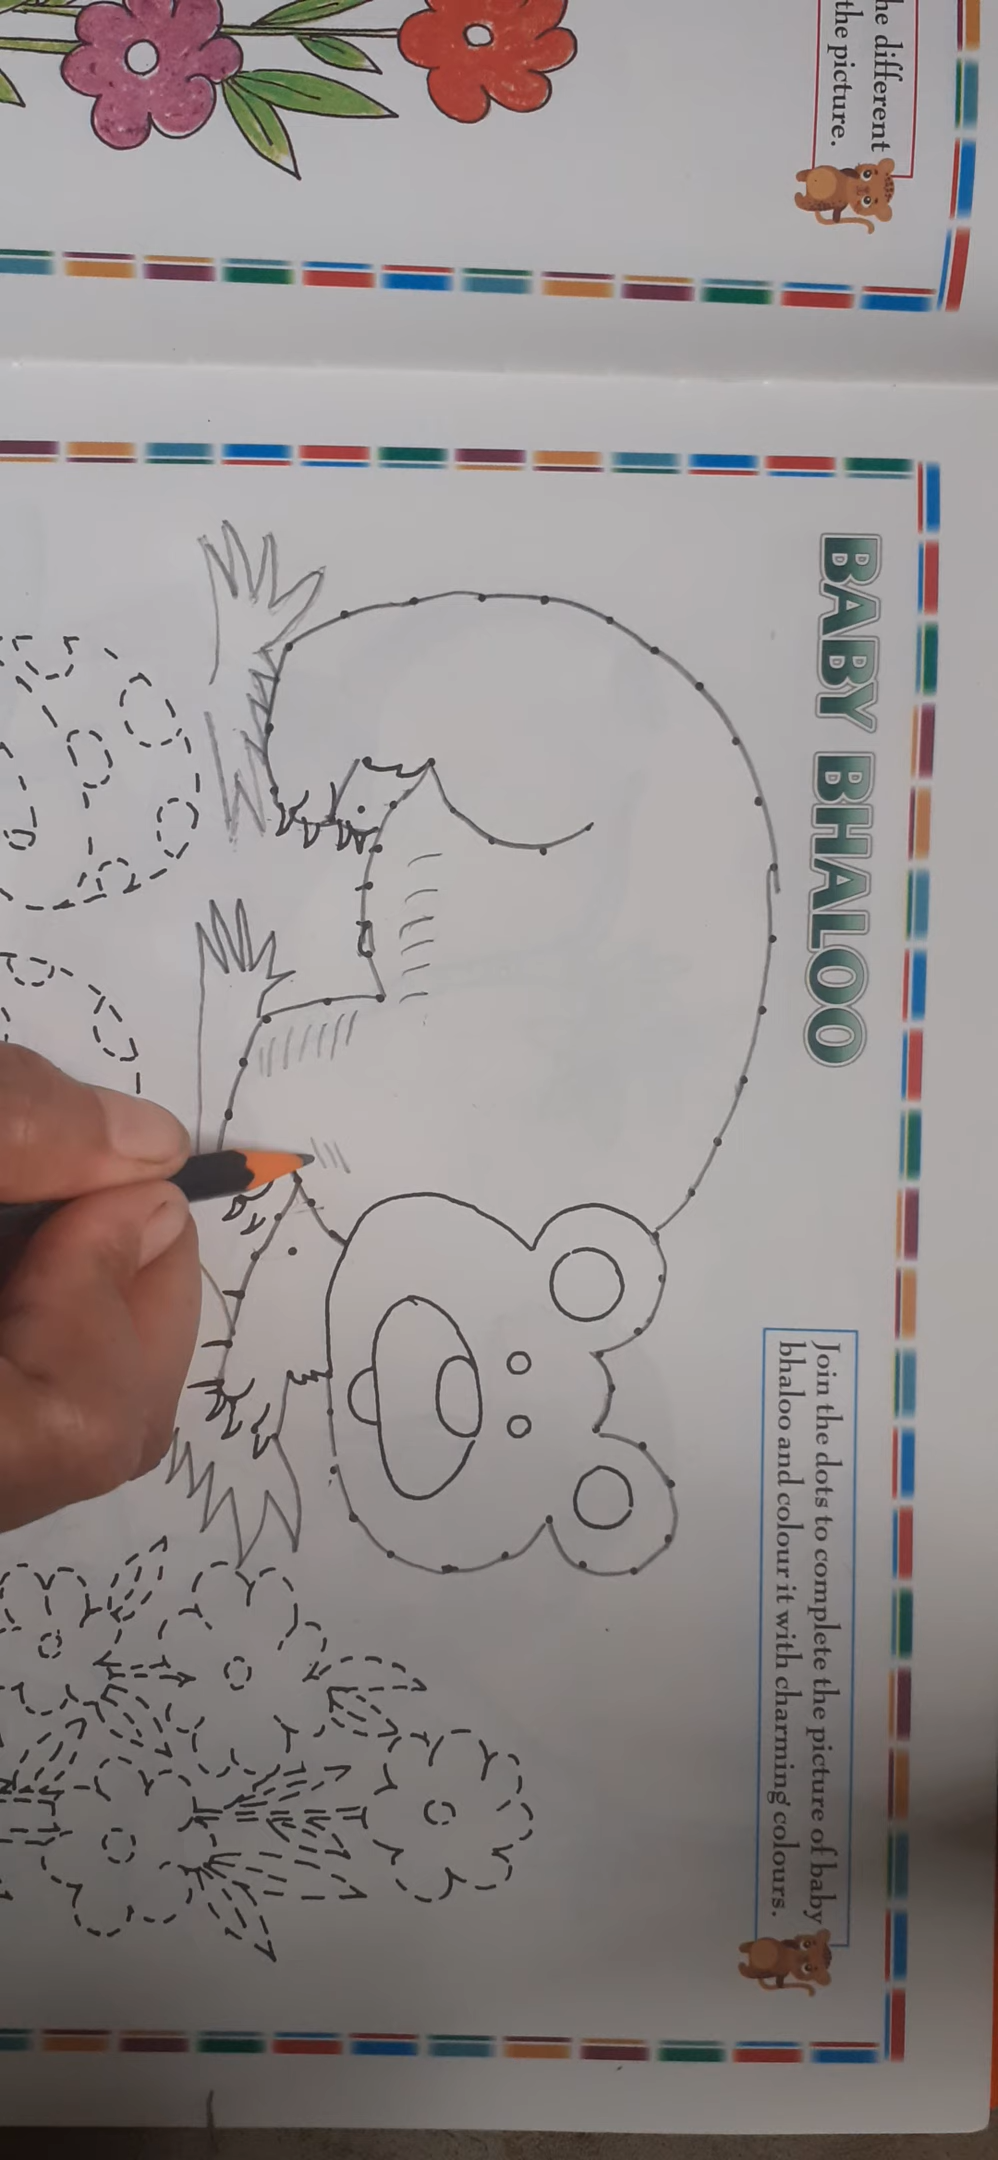 he different
the picture.
BABY BHALOO
Join the dots to complete the picture of baby
bhaloo and colour it with charming colours.